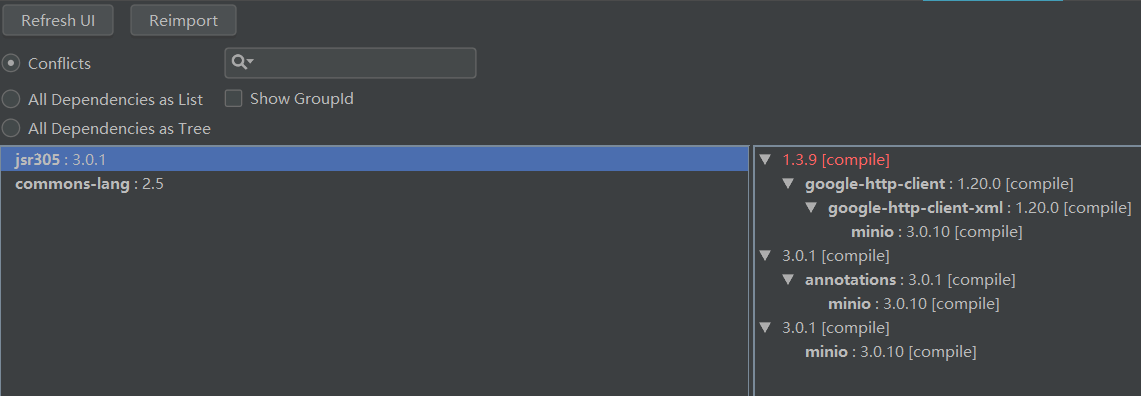 Refresh UI Reimport
Conflicts
All Dependencies as List Show GroupId
All Dependencies as Tree
jsr305 : 3.0.1
commons-lang : 2.5
1.3.9 [compile]
google-http-client : 1.20.0 [compile]
google-http-client-xml : 1.20.0 [compile]
minio : 3.0.10 [compile]
3.0.1 [compile]
annotations : 3.0.1 [compile]
minio : 3.0.10 [compile]
3.0.1 [compile]
minio : 3.0.10 [compile]